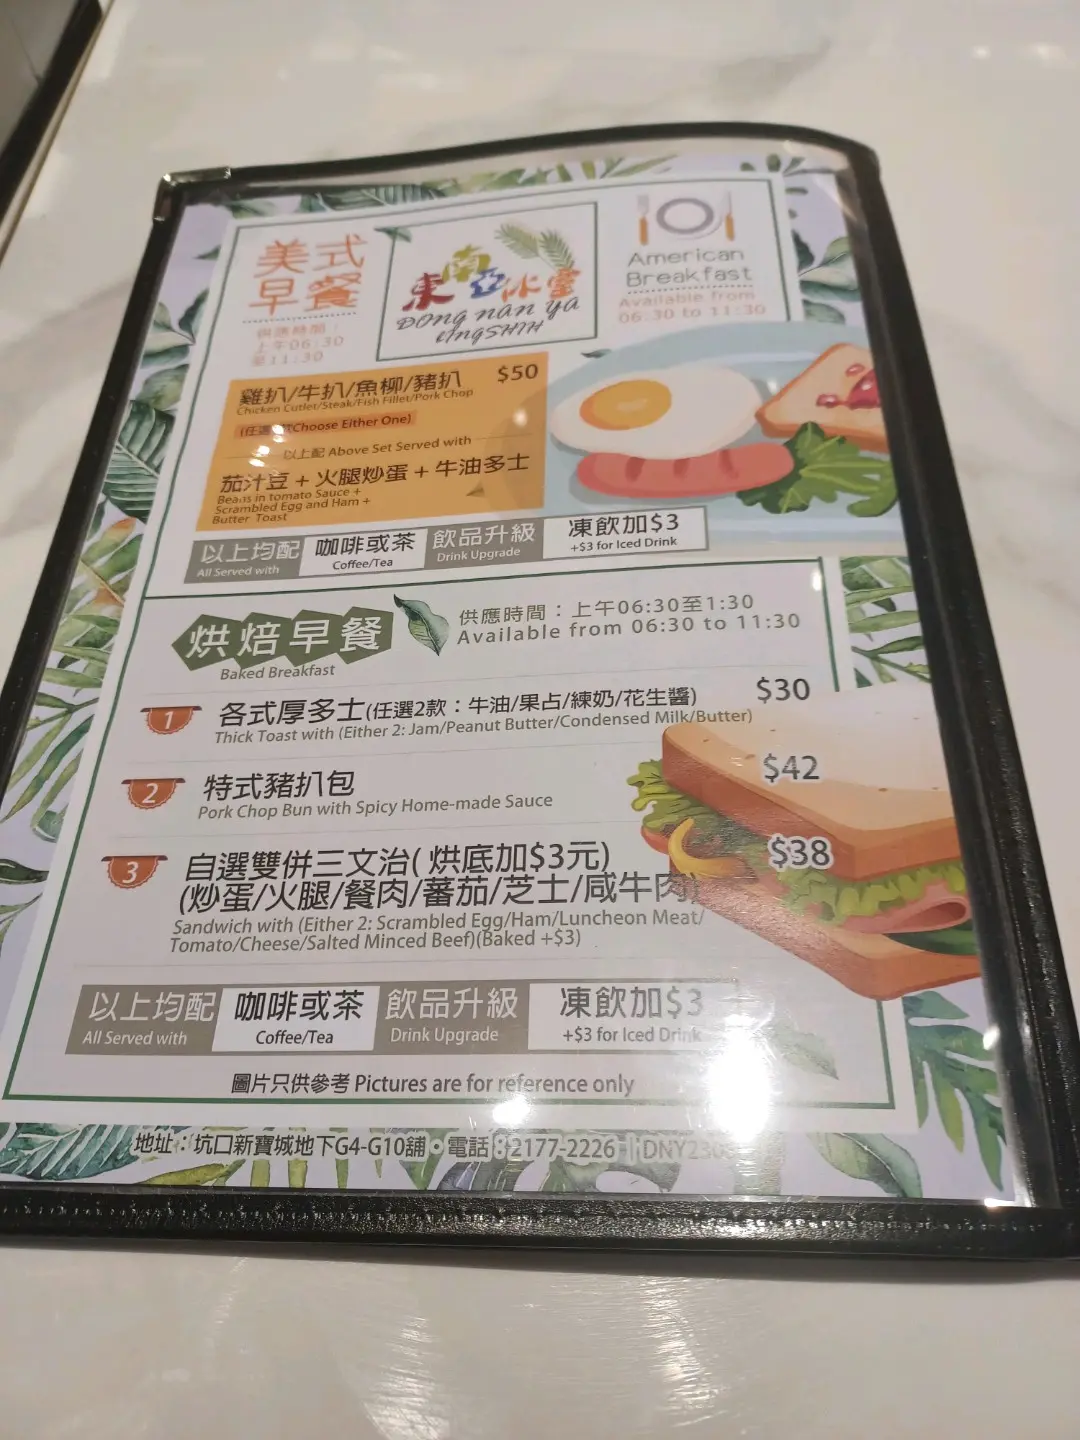 美式
早餐
供應時間：
上午06:30
至11:30
東南亞冰室
DONG nan ya
BINGSHIH
American
Breakfast
Available from
06:30 to 11:30
雞扒/牛扒/魚柳/豬扒 $50
Chicken Cutlet/Steak/Fish Fillet/Pork Chop
(任選 款Choose Either One)
以上配 Above Set Served with
茄汁豆 + 火腿炒蛋 + 牛油多士
Beans in tomato Sauce +
Scrambled Egg and Ham +
Butter Toast
以上均配 咖啡或茶 飲品升級 凍飲加$3
All Served with Coffee/Tea Drink Upgrade +$3 for Iced Drink
烘焙早餐
Baked Breakfast
供應時間：上午06:30至1:30
Available from 06:30 to 11:30
1 各式厚多士(任選2款：牛油/果占/練奶/花生醬) $30
Thick Toast with (Either 2: Jam/Peanut Butter/Condensed Milk/Butter)
2 特式豬扒包 $42
Pork Chop Bun with Spicy Home-made Sauce
3 自選雙併三文治( 烘底加$3元) $38
(炒蛋/火腿/餐肉/蕃茄/芝士/咸牛肉)
Sandwich with (Either 2: Scrambled Egg/Ham/Luncheon Meat/
Tomato/Cheese/Salted Minced Beef)(Baked +$3)
以上均配 咖啡或茶 飲品升級 凍飲加$3
All Served with Coffee/Tea Drink Upgrade +$3 for Iced Drink
圖片只供參考 Pictures are for reference only
地址：坑口新寶城地下G4-G10舖 • 電話：2177-2226 |